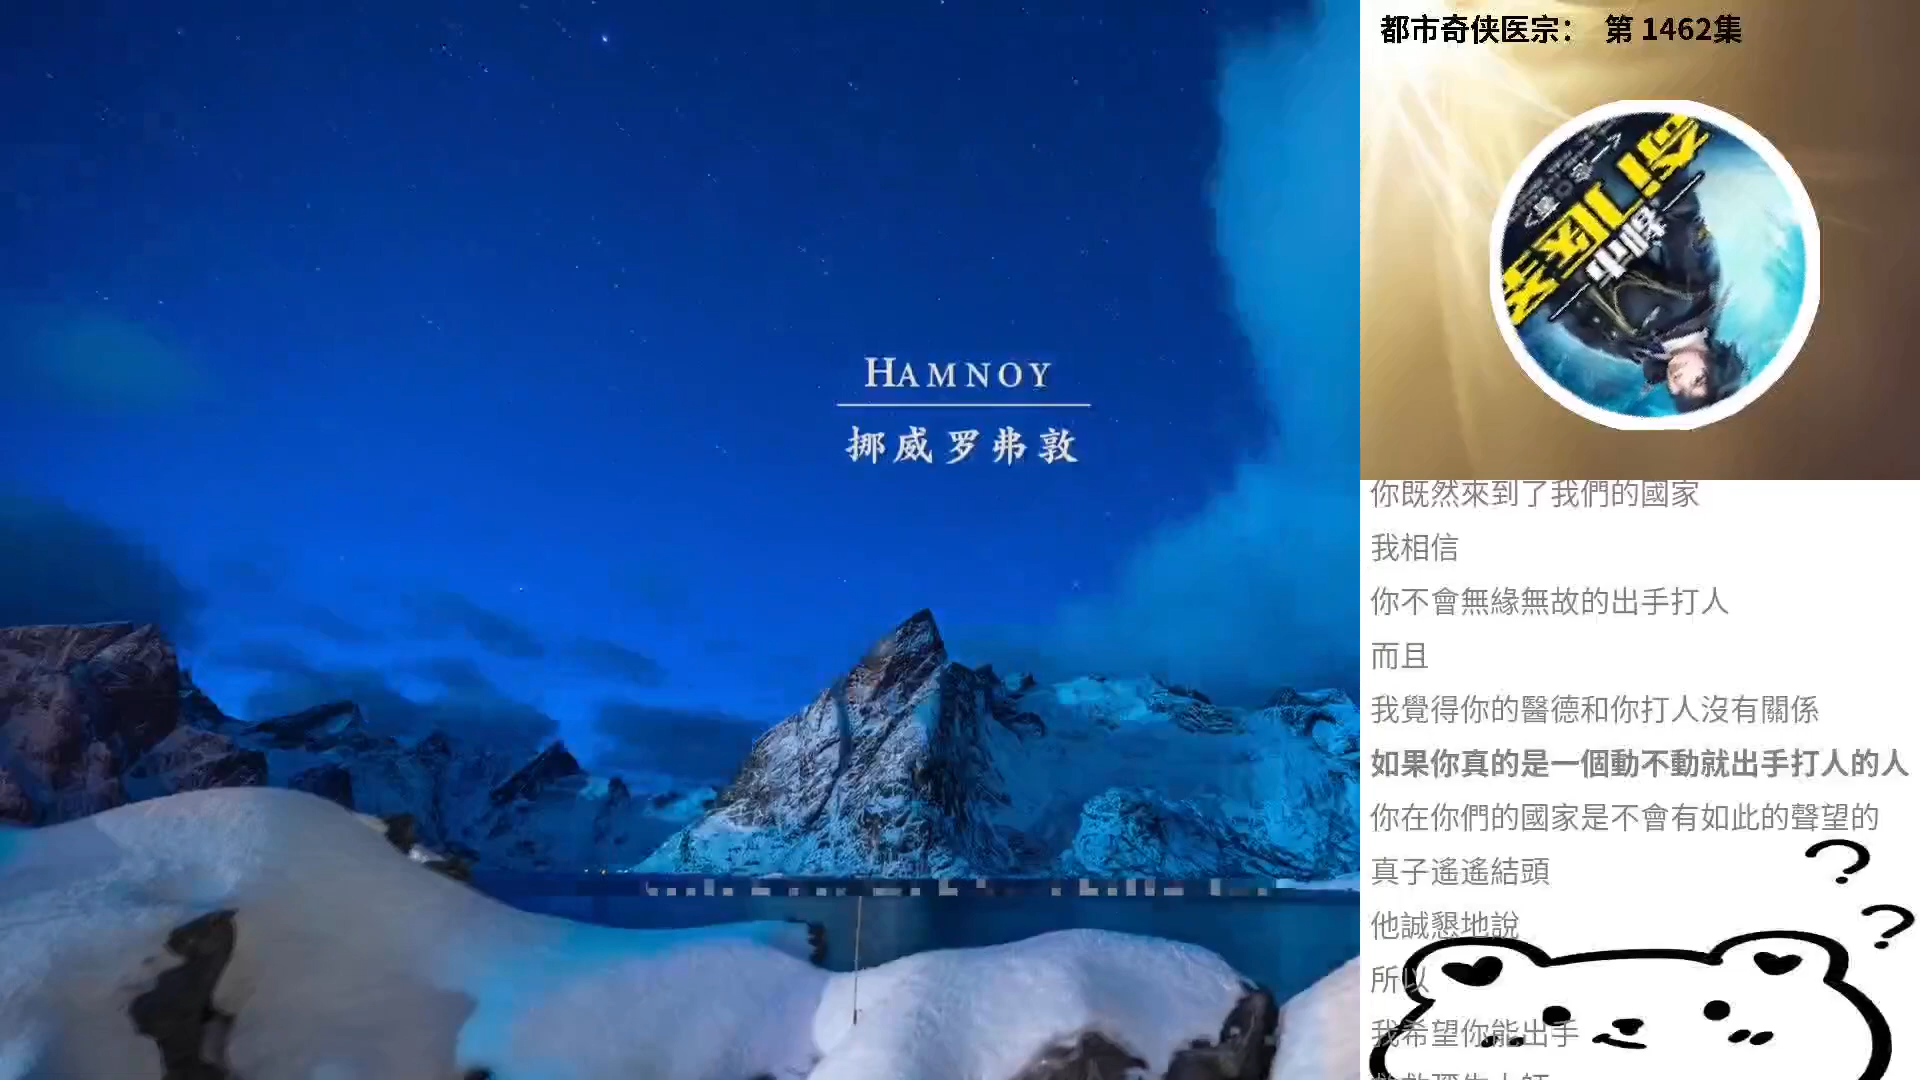 HAMNOY
挪威罗弗敦
都市奇侠医宗： 第 1462集
都市
你既然來到了我們的國家
我相信
你不會無緣無故的出手打人
而且
我覺得你的醫德和你打人沒有關係
如果你真的是一個動不動就出手打人的人
你在你們的國家是不會有如此的聲望的
真子遙遙結頭
他誠懇地說
所以
我希望你能出手